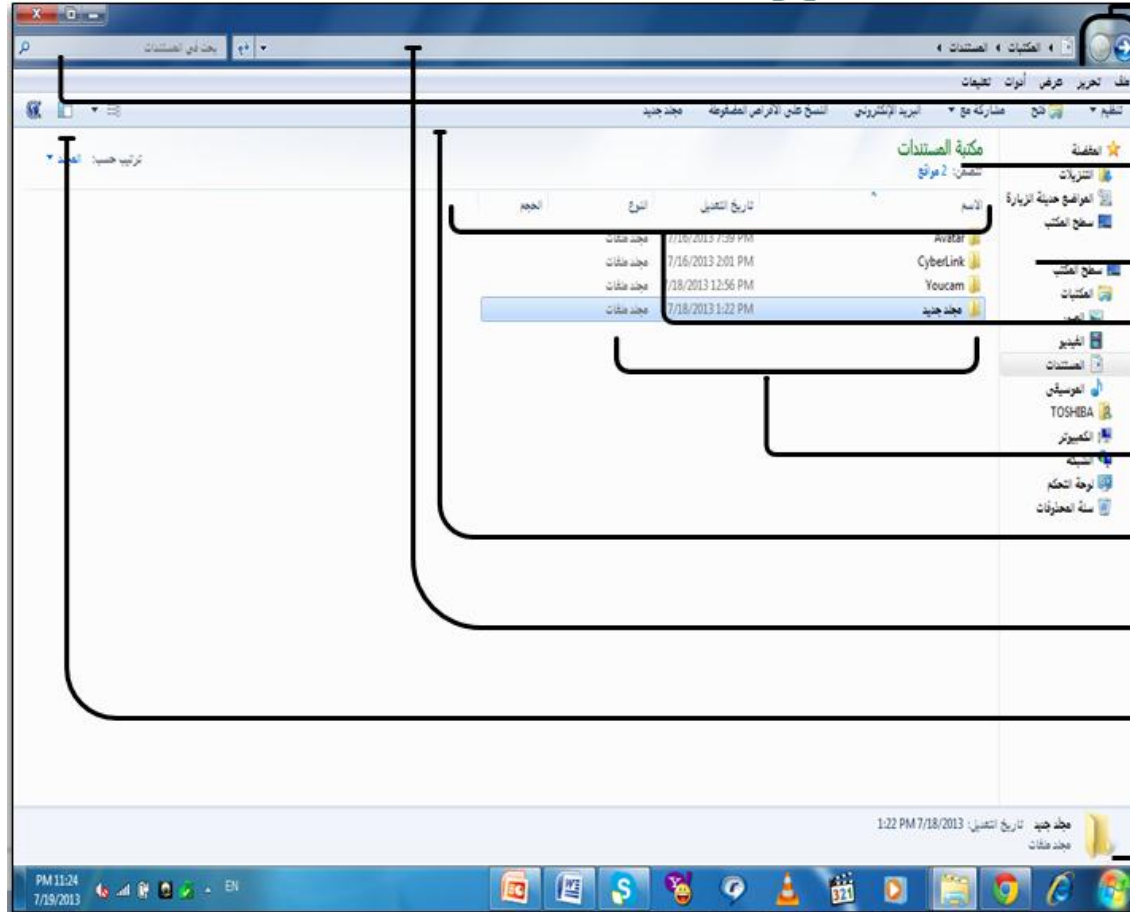 المكتبات المستندات
بحث في المستندات
تحرير عرض أدوات تعليمات
تنظيم فتح مشاركة مع البريد الإلكتروني النسخ على الأقراص المضغوطة مجلد جديد
المفضلة
التنزيلات
المواضع حديثة الزيارة
سطح المكتب
سطح المكتب
المكتبات
الصور
الفيديو
المستندات
الموسيقى
TOSHIBA
الكمبيوتر
الشبكة
لوحة التحكم
سلة المحذوفات
مكتبة المستندات
تتضمن: 2 مواقع
ترتيب حسب: المجلد
الاسم تاريخ التعديل النوع الحجم
Avatar 7/16/2013 7:39 PM مجلد ملفات
CyberLink 7/16/2013 2:01 PM مجلد ملفات
Youcam 7/18/2013 12:56 PM مجلد ملفات
مجلد جديد 7/18/2013 1:22 PM مجلد ملفات
مجلد جديد تاريخ التعديل: 1:22 PM 7/18/2013
مجلد ملفات
EN
PM 11:24
7/19/2013
321